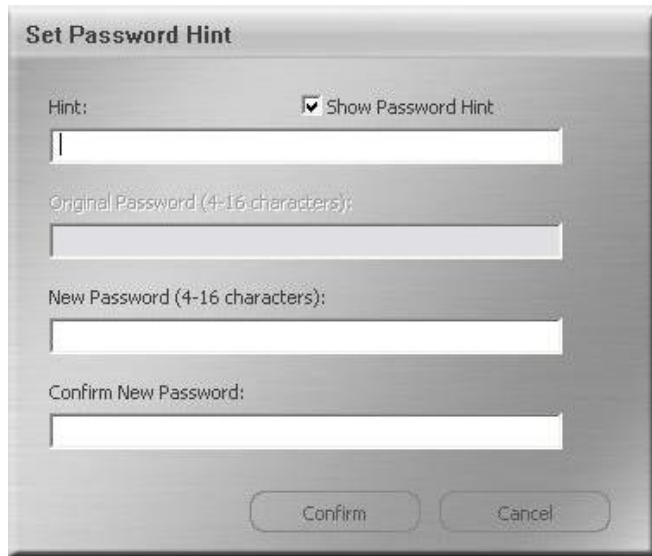 Set Password Hint
Hint:
Show Password Hint
Original Password (4-16 characters):
New Password (4-16 characters):
Confirm New Password:
Confirm
Cancel